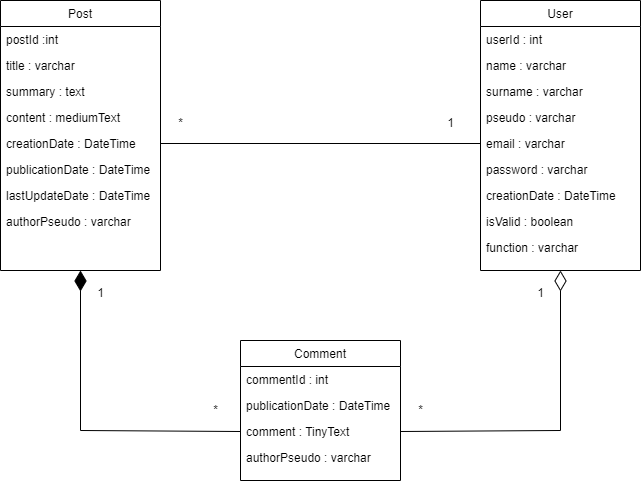 Post
postId :int
title : varchar
summary : text
content : mediumText
creationDate : DateTime
publicationDate : DateTime
lastUpdateDate : DateTime
authorPseudo : varchar
User
userId : int
name : varchar
surname : varchar
pseudo : varchar
email : varchar
password : varchar
creationDate : DateTime
isValid : boolean
function : varchar
*
1
1
1
Comment
commentId : int
publicationDate : DateTime
comment : TinyText
authorPseudo : varchar
*
*